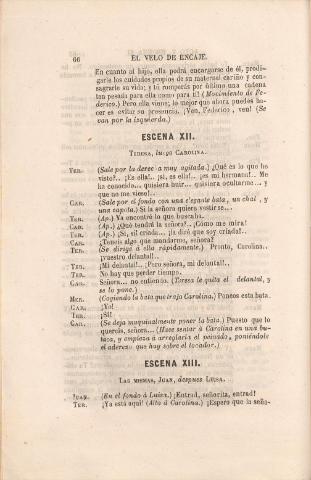 66 EL VELO DE ENCAJE.
En cuanto al hijo, ella podrá encargarse de él, prodi-
garle los cuidados propios de su maternal cariño y con-
sagrarle su vida; y tú romperás por último una cadena
tan pesada para ella como para tí! (Movimiento de Fe-
derico.) Pero ella viene; lo mejor que ahora puedes ha-
cer es evitar su presencia. ¡Ven, Federico, ven! (Se
van por la izquierda.)
ESCENA XII.
TERESA, luego CAROLINA.
TER. (Sale por la derecha muy agitada.) ¿Qué es lo que he
visto?.. ¡Es ella!.. ¡sí, es ella!.. ¡es mi hermana!! Me
ha conocido... quisiera huir... quisiera ocultarme... y
que no me viese!...
CAR. (Sale por el fondo con una elegante bata, un chal, y
una capota.) Si la señora quiere vestirse...
TER. (Ap.) Ya encontró lo que buscaba.
CAR. (Ap.) ¿Qué tendrá la señora?.. ¡Cómo me mira!
TER. (Ap.) ¡Sí, si criada... ¡la diré que soy criada!..
CAR. ¿Teneis algo que mandarme, señora?
TER. (Se dirige á ella rápidamente.) Pronto, Carolina..
¡vuestro delantal!..
CAR. ¡Mi delantal!.. ¡Pero señora, mi delantal!..
TER. No hay que perder tiempo.
CAR. Señora... no entiendo. (Teresa le quita el delantal, y
se lo pone.)
TER. (Cogiendo la bata que trajo Carolina.) Poneos esta bata.
CAR. ¡Yo!
TER. ¡Sí!
CAR. (Se deja maquinalmente poner la bata.) Puesto que lo
quereis, señora... (Hace sentar á Carolina en una bu-
taca, y empieza á arreglarla el peinado, poniéndole
el aderezo que hay sobre el tocador.)
ESCENA XIII.
LAS MISMAS, JUAN, despues LUISA.
JUAN. (En el fondo á Luisa.) ¡Entrad, señorita, entrad!
TER. ¡Ya está aquí! (Alto á Carolina.) ¡Espero que la seño-